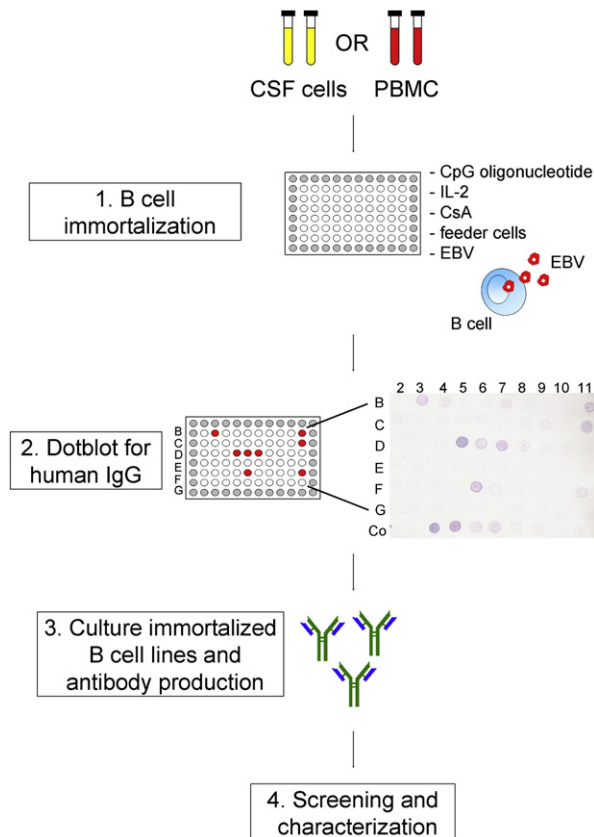 OR
CSF cells PBMC
1. B cell
immortalization
- CpG oligonucleotide
- IL-2
- CsA
- feeder cells
- EBV
EBV
B cell
2. Dotblot for
human IgG
B
C
D
E
F
G
2 3 4 5 6 7 8 9 10 11
B
C
D
E
F
G
Co
3. Culture immortalized
B cell lines and
antibody production
4. Screening and
characterization